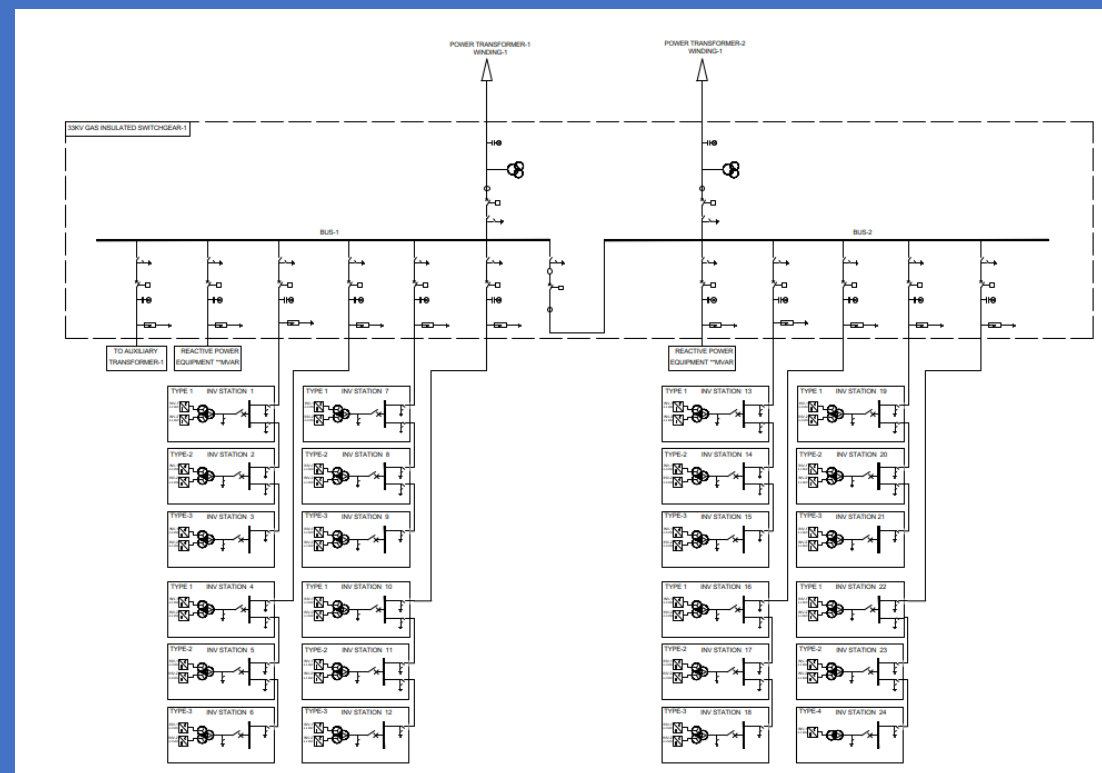 POWER TRANSFORMER-1
WINDING-1
POWER TRANSFORMER-2
WINDING-1
33KV GAS INSULATED SWITCHGEAR-1
BUS-1
BUS-2
TO AUXILIARY
TRANSFORMER-1
REACTIVE POWER
EQUIPMENT **MVAR
REACTIVE POWER
EQUIPMENT **MVAR
TYPE 1 INV STATION 1
TYPE-2 INV STATION 2
TYPE-3 INV STATION 3
TYPE 1 INV STATION 4
TYPE-2 INV STATION 5
TYPE-3 INV STATION 6
TYPE 1 INV STATION 7
TYPE-2 INV STATION 8
TYPE-3 INV STATION 9
TYPE 1 INV STATION 10
TYPE-2 INV STATION 11
TYPE-3 INV STATION 12
TYPE 1 INV STATION 13
TYPE-2 INV STATION 14
TYPE-3 INV STATION 15
TYPE 1 INV STATION 16
TYPE-2 INV STATION 17
TYPE-3 INV STATION 18
TYPE 1 INV STATION 19
TYPE-2 INV STATION 20
TYPE-3 INV STATION 21
TYPE 1 INV STATION 22
TYPE-2 INV STATION 23
TYPE-4 INV STATION 24